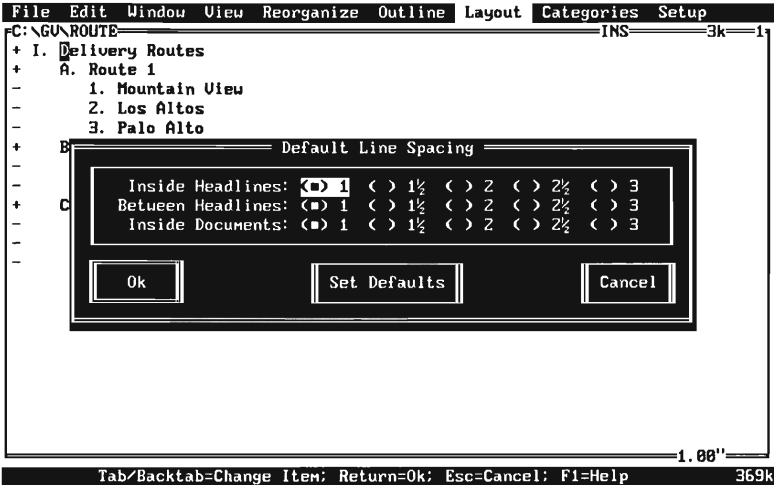 File Edit Window View Reorganize Outline Layout Categories Setup
C:\GV\ROUTE INS 3k 1
+ I. Delivery Routes
+ A. Route 1
- 1. Mountain View
- 2. Los Altos
- 3. Palo Alto
+ B
-
-
+ C
-
-
-
Default Line Spacing
Inside Headlines: (■) 1 ( ) 1½ ( ) 2 ( ) 2½ ( ) 3
Between Headlines: (■) 1 ( ) 1½ ( ) 2 ( ) 2½ ( ) 3
Inside Documents: (■) 1 ( ) 1½ ( ) 2 ( ) 2½ ( ) 3
Ok Set Defaults Cancel
1.00"
Tab/Backtab=Change Item; Return=Ok; Esc=Cancel; F1=Help 369k